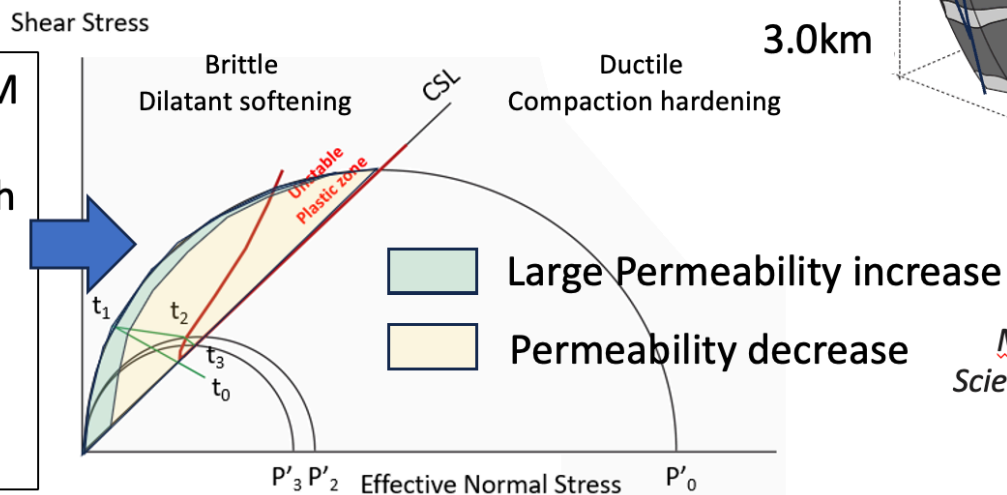 Shear Stress
M
h
Brittle
Dilatant softening
CSL
Ductile
Compaction hardening
3.0km
Unstable
Plastic zone
Large Permeability increase
Permeability decrease
t₁
t₂
t₃
t₀
P'₃ P'₂
Effective Normal Stress
P'₀
Scie